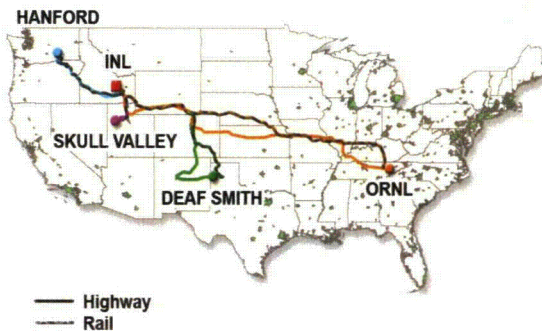 HANFORD
INL
SKULL VALLEY
DEAF SMITH
ORNL
Highway
Rail